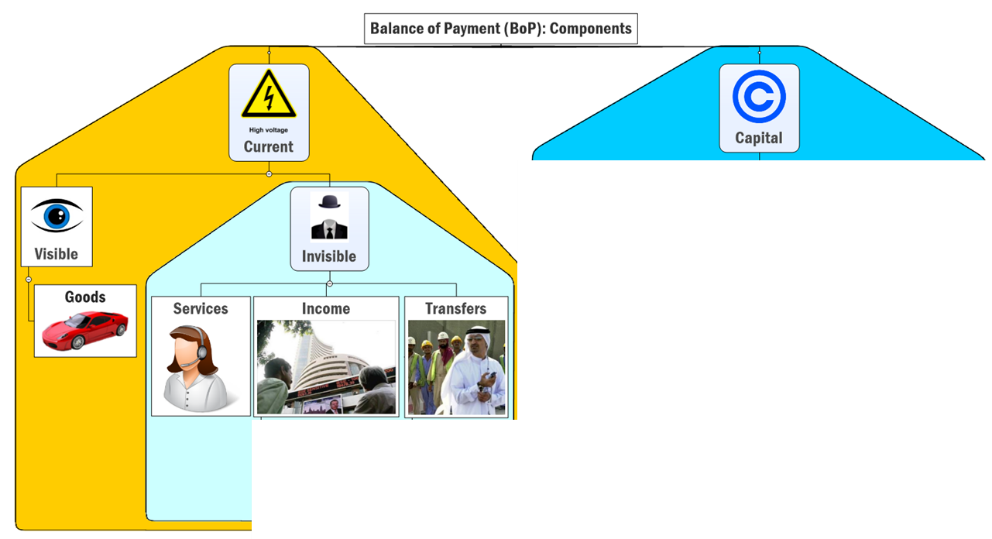 Balance of Payment (BoP): Components
High voltage
Current
Capital
Visible
Invisible
Goods
Services
Income
Transfers